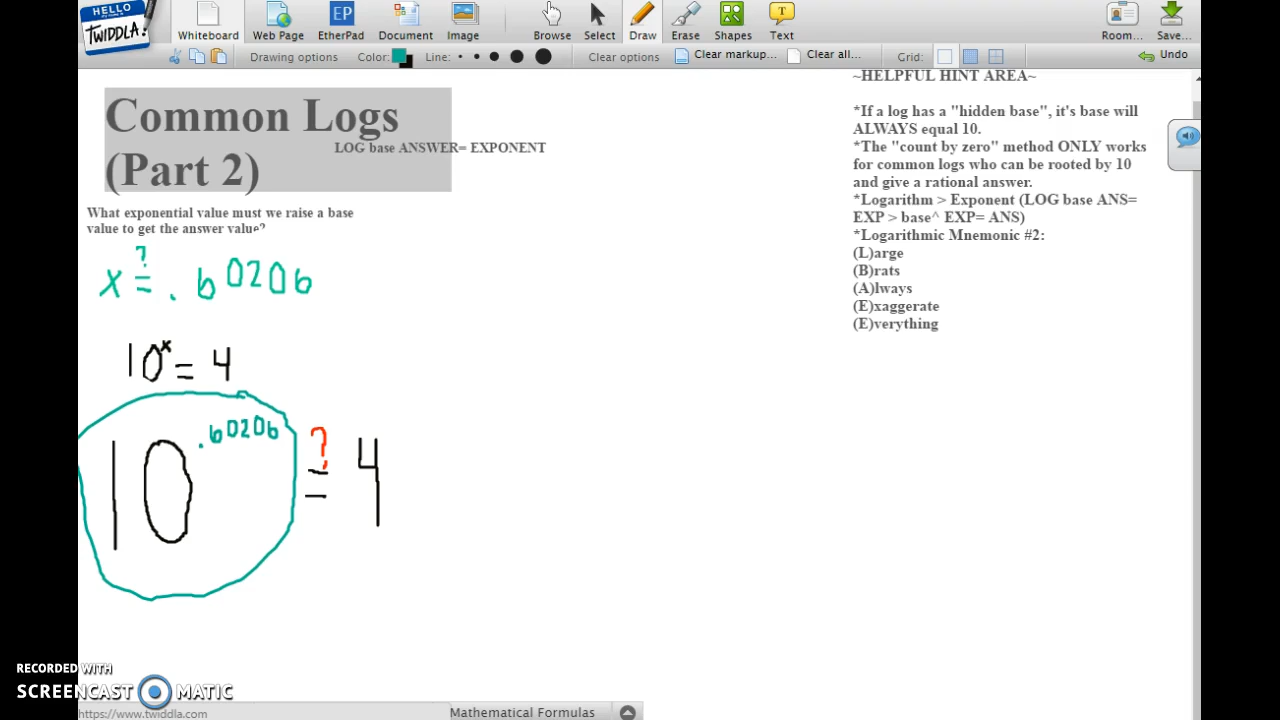 HELLO
my name is
TWIDDLA!
Whiteboard Web Page EtherPad Document Image Browse Select Draw Erase Shapes Text Room... Save...
EP
T
Drawing options Color: Line: Clear options Clear markup... Clear all... Grid: Undo
Common Logs
(Part 2)
LOG base ANSWER= EXPONENT
What exponential value must we raise a base
value to get the answer value?
x ?= .60206
10^x = 4
10^.60206 ?= 4
~HELPFUL HINT AREA~
*If a log has a "hidden base", it's base will
ALWAYS equal 10.
*The "count by zero" method ONLY works
for common logs who can be rooted by 10
and give a rational answer.
*Logarithm > Exponent (LOG base ANS=
EXP > base^ EXP= ANS)
*Logarithmic Mnemonic #2:
(L)arge
(B)rats
(A)lways
(E)xaggerate
(E)verything
RECORDED WITH
SCREENCAST MATIC
https://www.twiddla.com
Mathematical Formulas